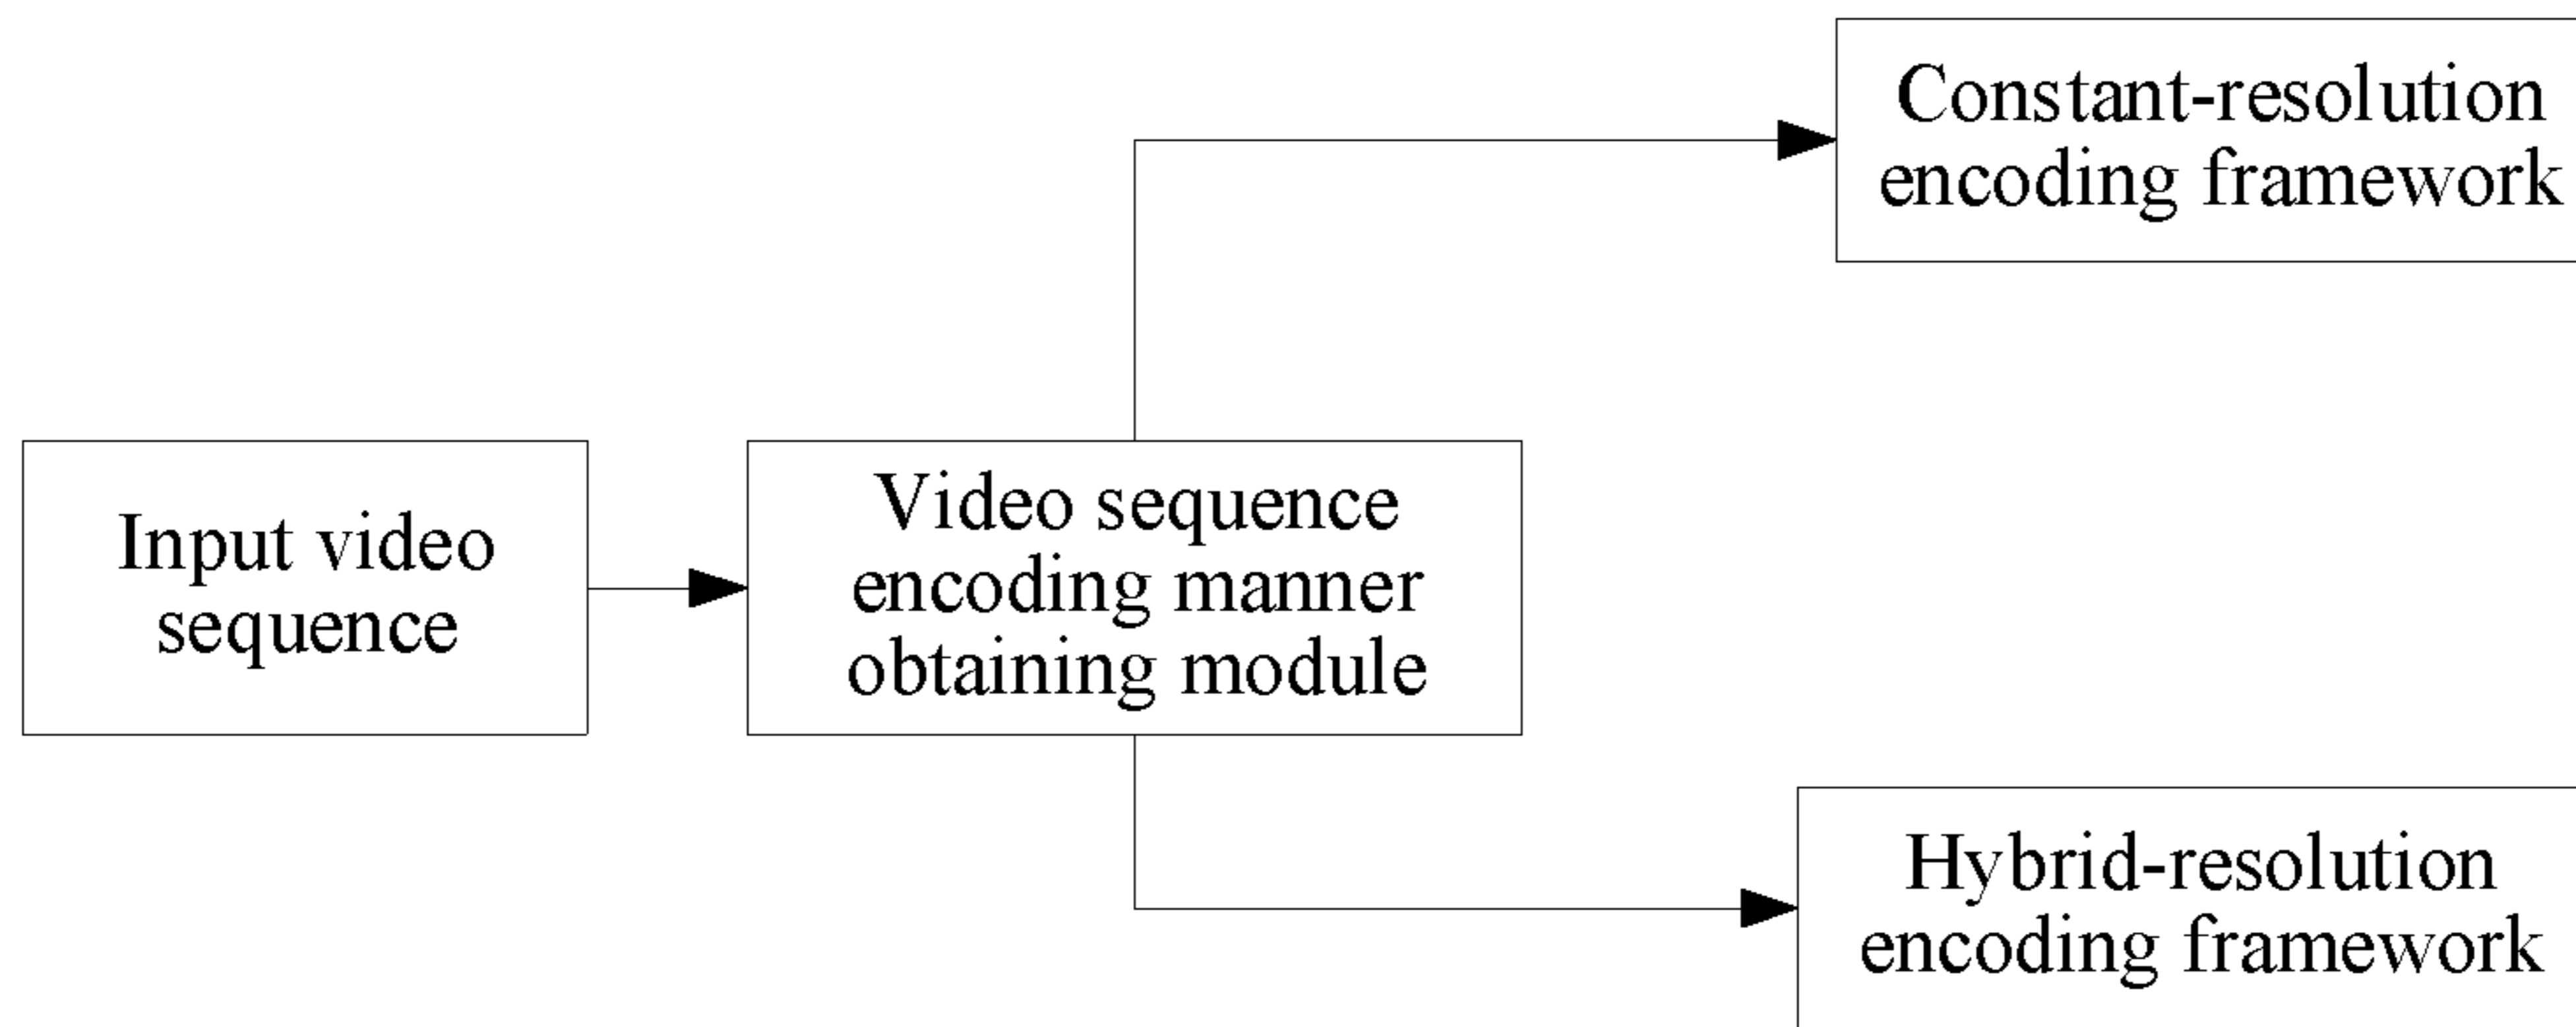 Constant-resolution
encoding framework
Input video
sequence
Video sequence
encoding manner
obtaining module
Hybrid-resolution
encoding framework